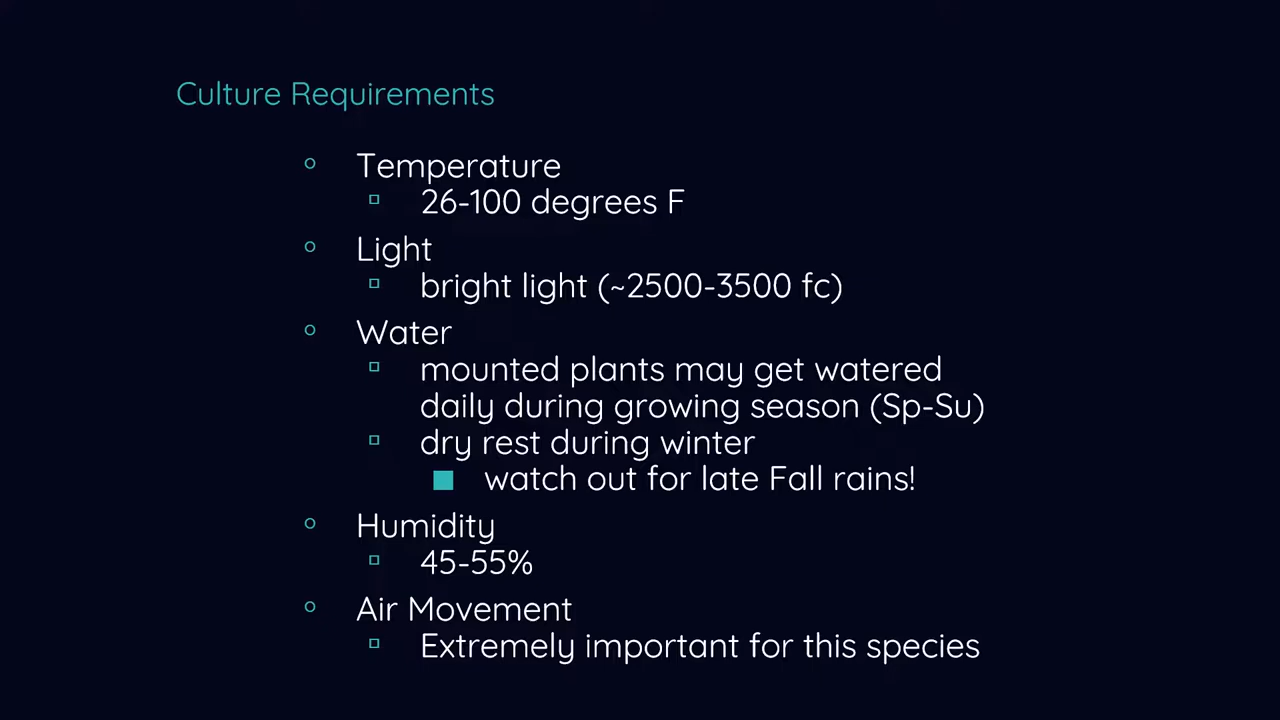 Culture Requirements
Temperature
26-100 degrees F
Light
bright light (~2500-3500 fc)
Water
mounted plants may get watered
daily during growing season (Sp-Su)
dry rest during winter
watch out for late Fall rains!
Humidity
45-55%
Air Movement
Extremely important for this species